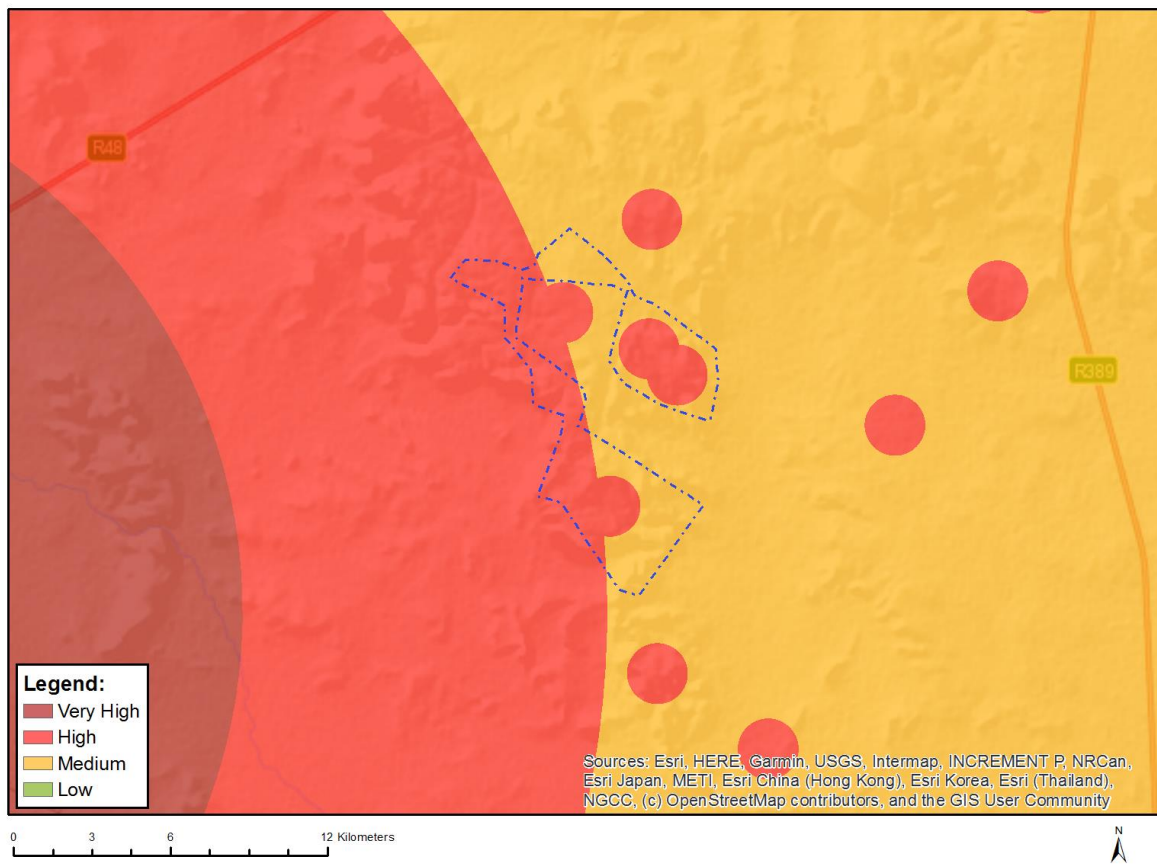 R48
R389
Legend:
Very High
High
Medium
Low
Sources: Esri, HERE, Garmin, USGS, Intermap, INCREMENT P, NRCan,
Esri Japan, METI, Esri China (Hong Kong), Esri Korea, Esri (Thailand),
NGCC, (c) OpenStreetMap contributors, and the GIS User Community
0 3 6 12 Kilometers
N